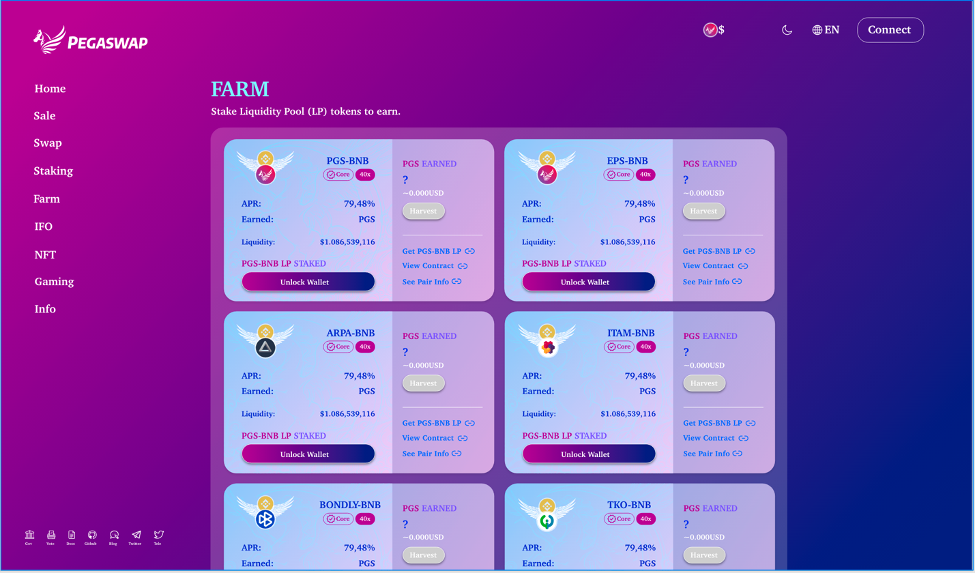 PEGASWAP
$
EN
Connect
Home
Sale
Swap
Staking
Farm
IFO
NFT
Gaming
Info
FARM
Stake Liquidity Pool (LP) tokens to earn.
PGS-BNB
Core 40x
APR: 79,48%
Earned: PGS
Liquidity: $1.086,539,116
PGS-BNB LP STAKED
Unlock Wallet
PGS EARNED
?
~0.000USD
Harvest
Get PGS-BNB LP
View Contract
See Pair Info
EPS-BNB
Core 40x
APR: 79,48%
Earned: PGS
Liquidity: $1.086,539,116
PGS-BNB LP STAKED
Unlock Wallet
PGS EARNED
?
~0.000USD
Harvest
Get PGS-BNB LP
View Contract
See Pair Info
ARPA-BNB
Core 40x
APR: 79,48%
Earned: PGS
Liquidity: $1.086,539,116
PGS-BNB LP STAKED
Unlock Wallet
PGS EARNED
?
~0.000USD
Harvest
Get PGS-BNB LP
View Contract
See Pair Info
ITAM-BNB
Core 40x
APR: 79,48%
Earned: PGS
Liquidity: $1.086,539,116
PGS-BNB LP STAKED
Unlock Wallet
PGS EARNED
?
~0.000USD
Harvest
Get PGS-BNB LP
View Contract
See Pair Info
BONDLY-BNB
Core 40x
APR: 79,48%
Earned: PGS
PGS EARNED
?
~0.000USD
Harvest
TKO-BNB
Core 40x
APR: 79,48%
Earned: PGS
PGS EARNED
?
~0.000USD
Harvest
Docs
Github
Blog
Twitter